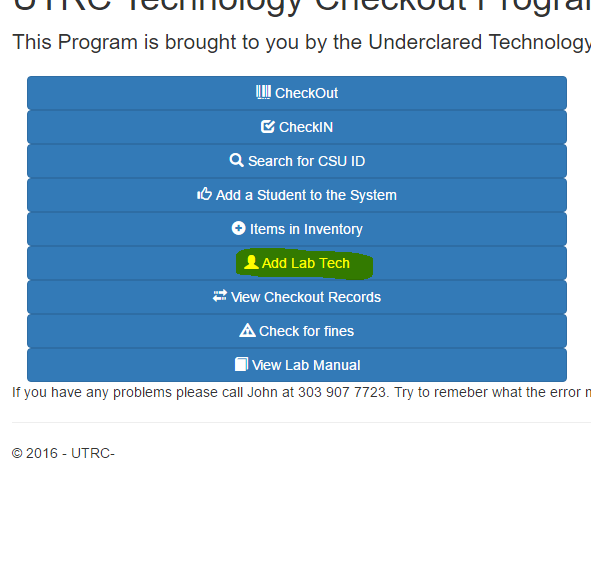 UTRC Technology Checkout
This Program is brought to you by the Underclared Technology
CheckOut
CheckIN
Search for CSU ID
Add a Student to the System
Items in Inventory
Add Lab Tech
View Checkout Records
Check for fines
View Lab Manual
If you have any problems please call John at 303 907 7723. Try to remeber what the error
© 2016 - UTRC-